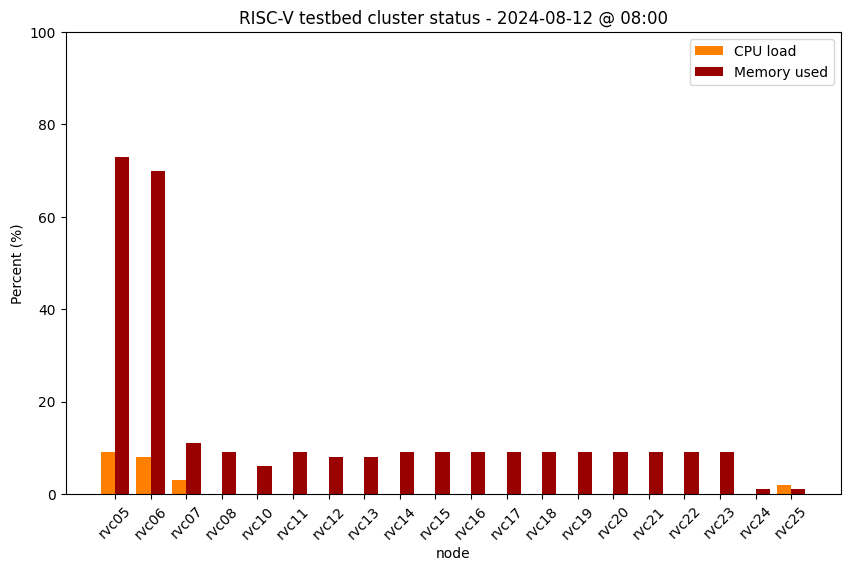 RISC-V testbed cluster status - 2024-08-12 @ 08:00
CPU load
Memory used
Percent (%)
100
80
60
40
20
0
rvc05
rvc06
rvc07
rvc08
rvc10
rvc11
rvc12
rvc13
rvc14
rvc15
rvc16
rvc17
rvc18
rvc19
rvc20
rvc21
rvc22
rvc23
rvc24
rvc25
node